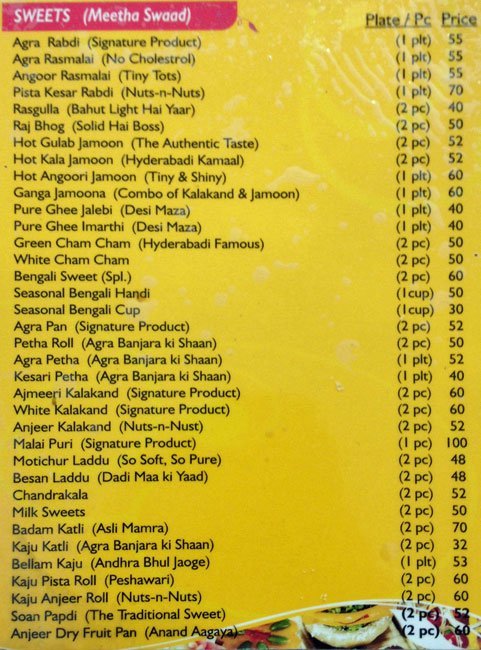 SWEETS (Meetha Swaad) Plate / Pc Price
Agra Rabdi (Signature Product) (1 plt) 55
Agra Rasmalai (No Cholestrol) (1 plt) 55
Angoor Rasmalai (Tiny Tots) (1 plt) 55
Pista Kesar Rabdi (Nuts-n-Nuts) (1 plt) 70
Rasgulla (Bahut Light Hai Yaar) (2 pc) 40
Raj Bhog (Solid Hai Boss) (2 pc) 50
Hot Gulab Jamoon (The Authentic Taste) (2 pc) 52
Hot Kala Jamoon (Hyderabadi Kamaal) (2 pc) 52
Hot Angoori Jamoon (Tiny & Shiny) (1 plt) 60
Ganga Jamoona (Combo of Kalakand & Jamoon) (1 plt) 60
Pure Ghee Jalebi (Desi Maza) (1 plt) 40
Pure Ghee Imarthi (Desi Maza) (1 plt) 40
Green Cham Cham (Hyderabadi Famous) (2 pc) 50
White Cham Cham (2 pc) 50
Bengali Sweet (Spl.) (2 pc) 60
Seasonal Bengali Handi (1cup) 50
Seasonal Bengali Cup (1cup) 30
Agra Pan (Signature Product) (2 pc) 52
Petha Roll (Agra Banjara ki Shaan) (2 pc) 50
Agra Petha (Agra Banjara ki Shaan) (1 plt) 52
Kesari Petha (Agra Banjara ki Shaan) (1 plt) 40
Ajmeeri Kalakand (Signature Product) (2 pc) 60
White Kalakand (Signature Product) (2 pc) 60
Anjeer Kalakand (Nuts-n-Nust) (2 pc) 52
Malai Puri (Signature Product) (1 pc) 100
Motichur Laddu (So Soft, So Pure) (2 pc) 48
Besan Laddu (Dadi Maa ki Yaad) (2 pc) 48
Chandrakala (2 pc) 52
Milk Sweets (2 pc) 50
Badam Katli (Asli Mamra) (2 pc) 70
Kaju Katli (Agra Banjara ki Shaan) (2 pc) 32
Bellam Kaju (Andhra Bhul Jaoge) (1 plt) 53
Kaju Pista Roll (Peshawari) (2 pc) 60
Kaju Anjeer Roll (Nuts-n-Nuts) (2 pc) 60
Soan Papdi (The Traditional Sweet) (2 pc) 52
Anjeer Dry Fruit Pan (Anand Aagaya) (2 pc) 60